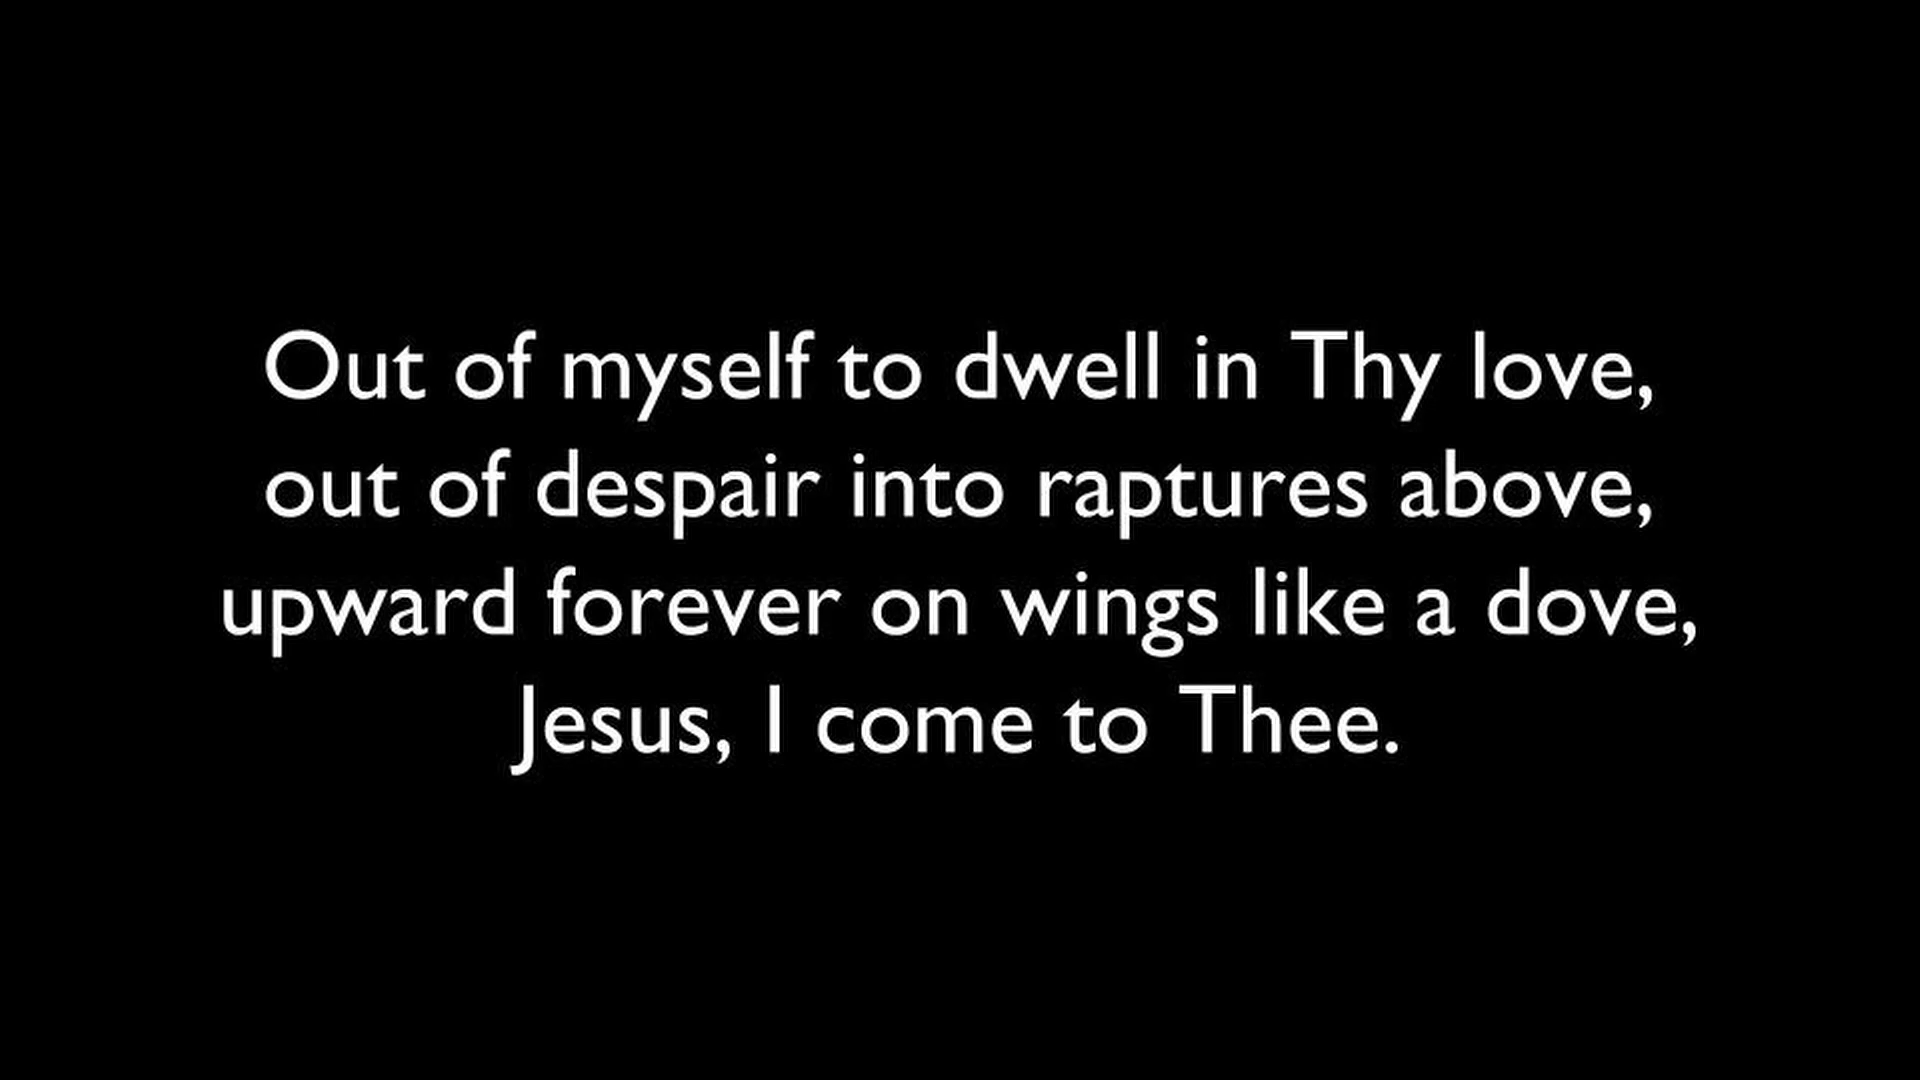 Out of myself to dwell in Thy love,
out of despair into raptures above,
upward forever on wings like a dove,
Jesus, I come to Thee.